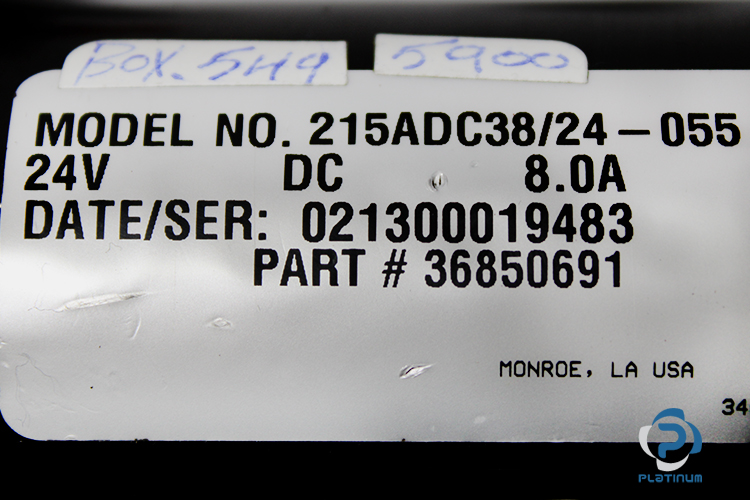 BOX. 549
5900
MODEL NO. 215ADC38/24-055
24V DC 8.0A
DATE/SER: 021300019483
PART # 36850691
MONROE, LA USA
34
PLATINUM